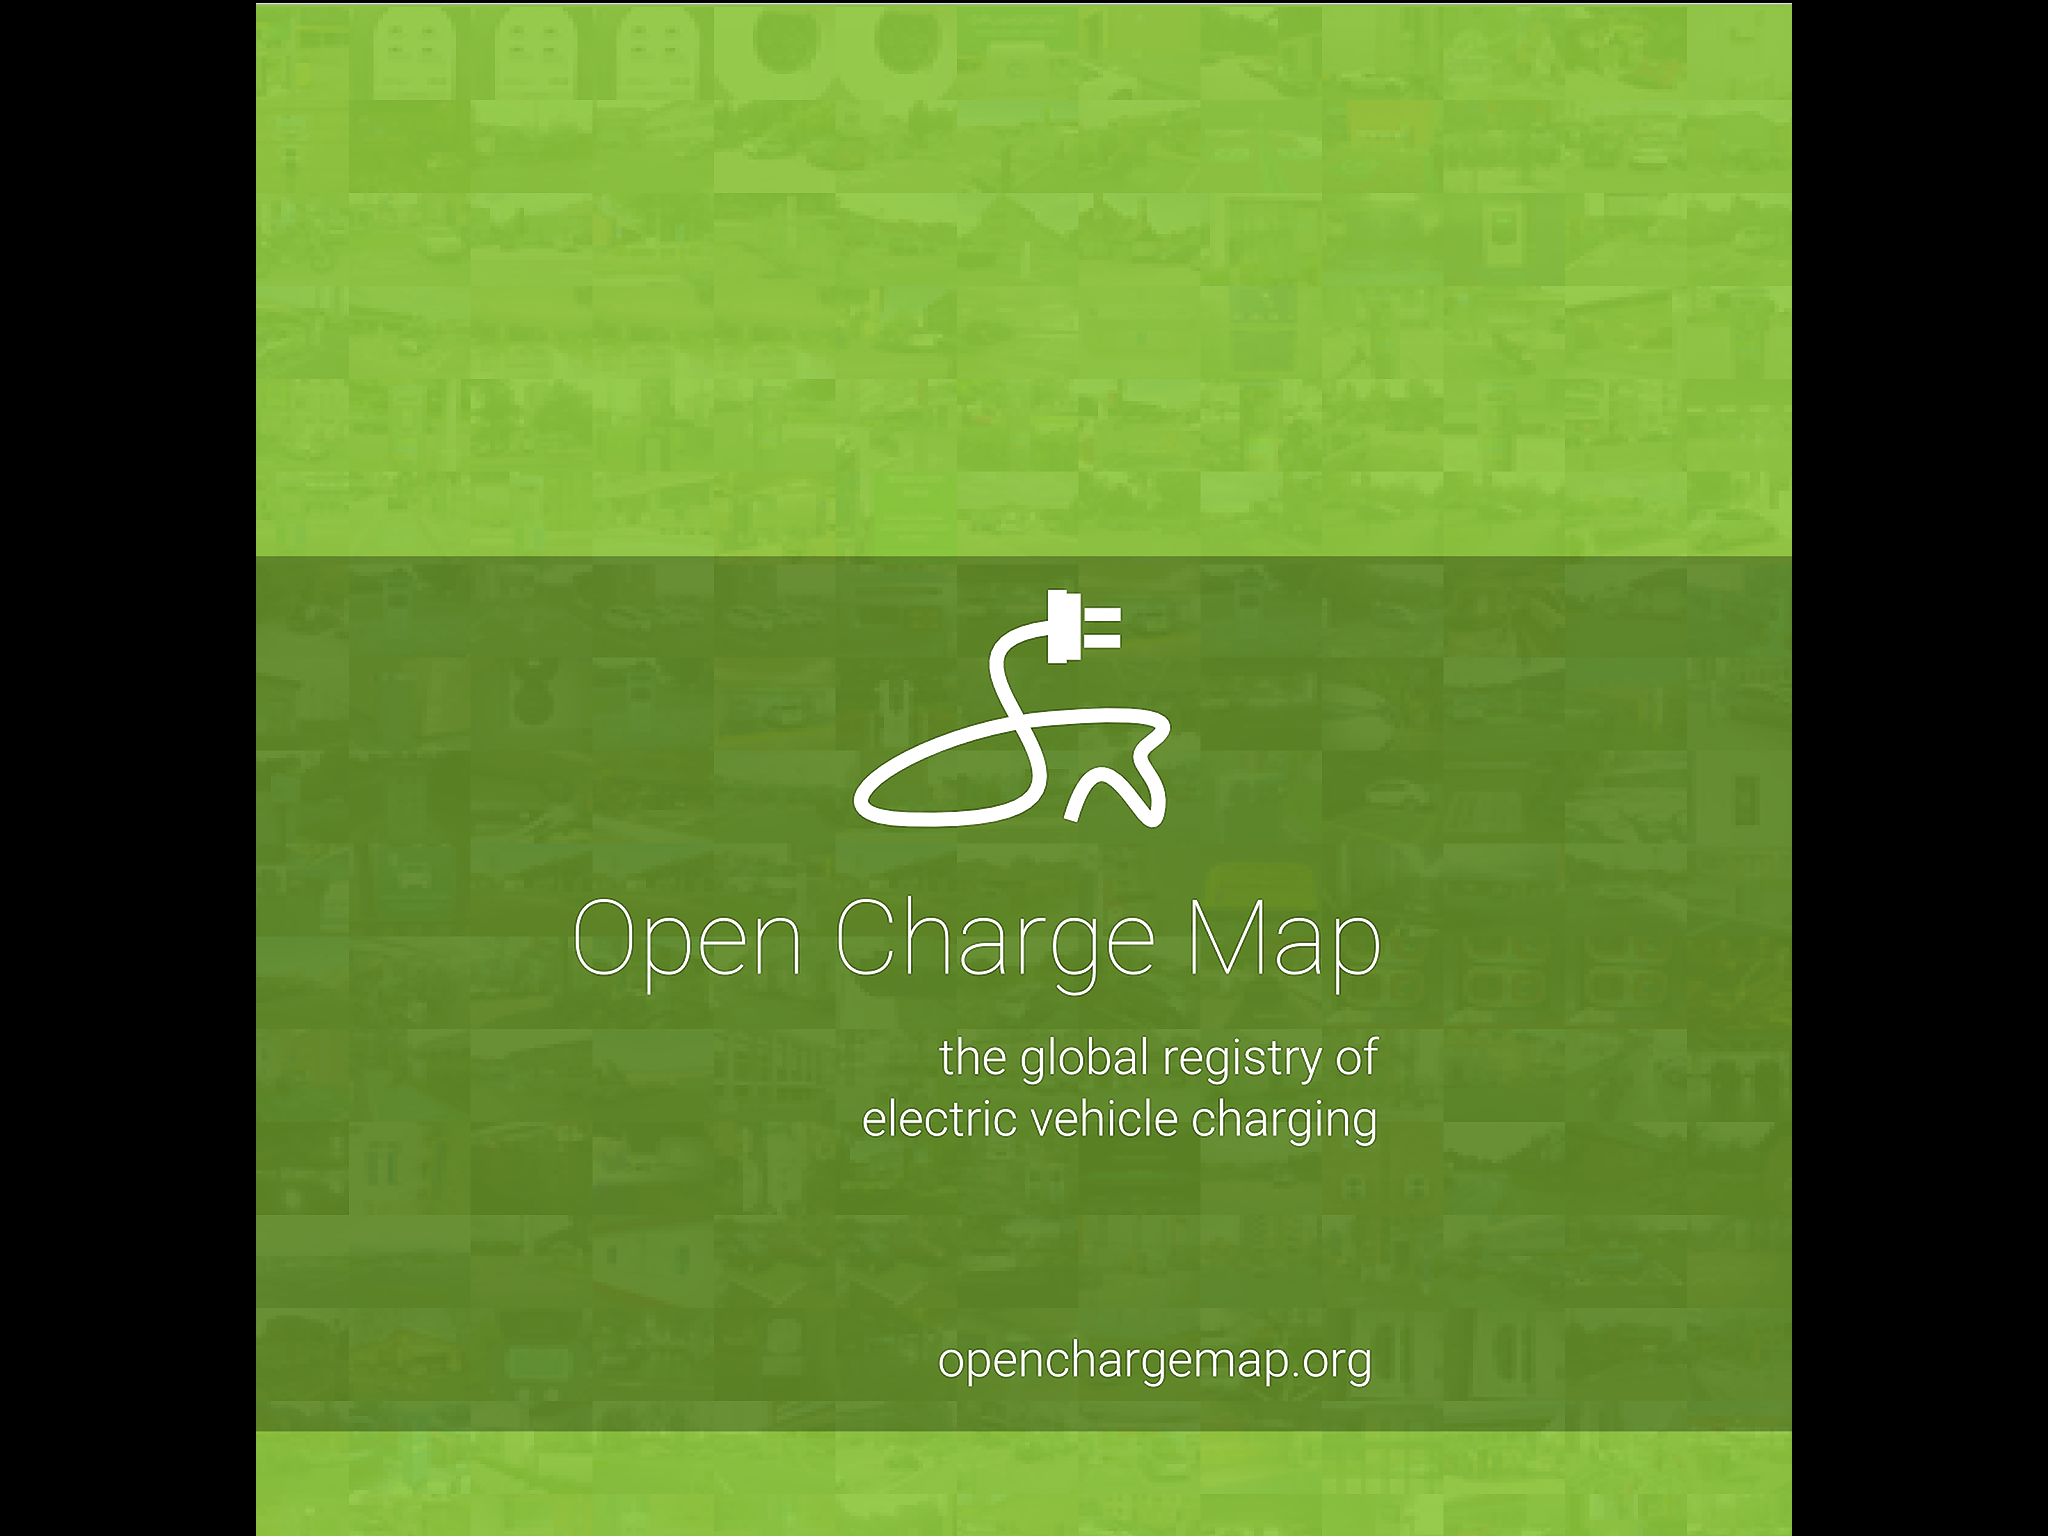 Open Charge Map
the global registry of
electric vehicle charging
openchargemap.org